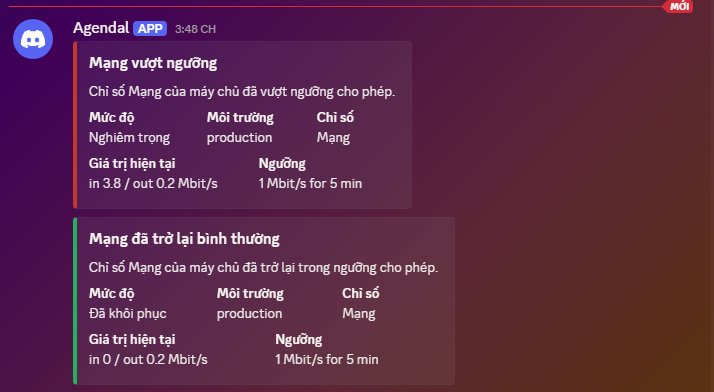 MỚI
Agendal APP 3:48 CH
Mạng vượt ngưỡng
Chỉ số Mạng của máy chủ đã vượt ngưỡng cho phép.
Mức độ Môi trường Chỉ số
Nghiêm trọng production Mạng
Giá trị hiện tại Ngưỡng
in 3.8 / out 0.2 Mbit/s 1 Mbit/s for 5 min
Mạng đã trở lại bình thường
Chỉ số Mạng của máy chủ đã trở lại trong ngưỡng cho phép.
Mức độ Môi trường Chỉ số
Đã khôi phục production Mạng
Giá trị hiện tại Ngưỡng
in 0 / out 0.2 Mbit/s 1 Mbit/s for 5 min